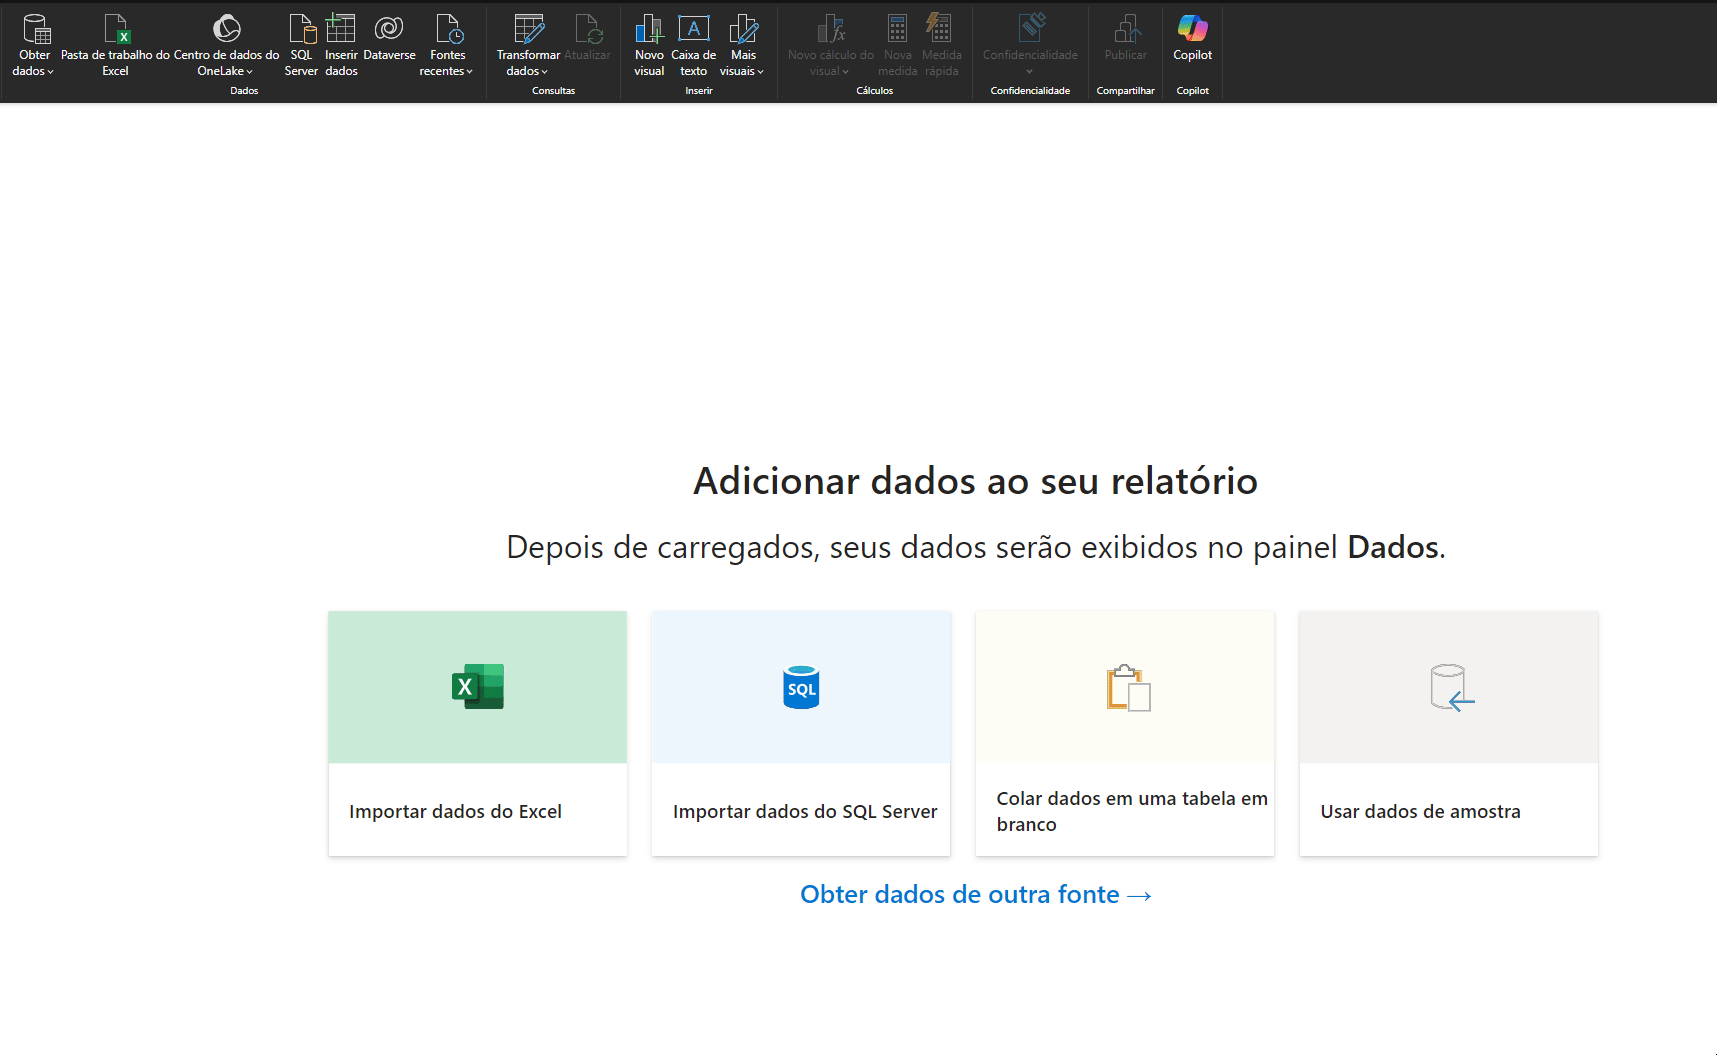 Obter dados
Pasta de trabalho do Excel
Centro de dados do OneLake
SQL Server
Inserir dados
Dataverse
Fontes recentes
Dados
Transformar dados
Atualizar
Consultas
Novo visual
Caixa de texto
Mais visuais
Inserir
Novo cálculo do visual
Nova medida
Medida rápida
Cálculos
Confidencialidade
Confidencialidade
Publicar
Compartilhar
Copilot
Copilot
Adicionar dados ao seu relatório
Depois de carregados, seus dados serão exibidos no painel Dados.
X
Importar dados do Excel
SQL
Importar dados do SQL Server
Colar dados em uma tabela em
branco
Usar dados de amostra
Obter dados de outra fonte →